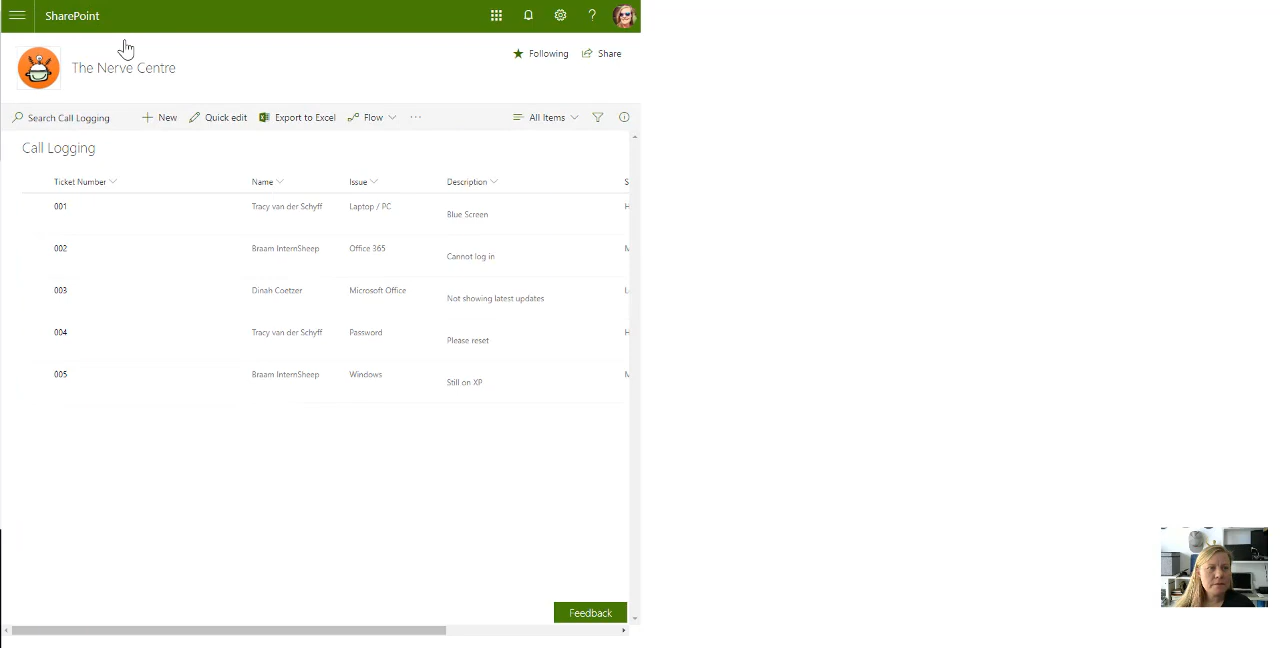 SharePoint
?
The Nerve Centre
Following Share
Search Call Logging New Quick edit Export to Excel Flow ... All Items
Call Logging
Ticket Number Name Issue Description S
001 Tracy van der Schyff Laptop / PC Blue Screen H
002 Braam InternSheep Office 365 Cannot log in M
003 Dinah Coetzer Microsoft Office Not showing latest updates L
004 Tracy van der Schyff Password Please reset H
005 Braam InternSheep Windows Still on XP M
Feedback